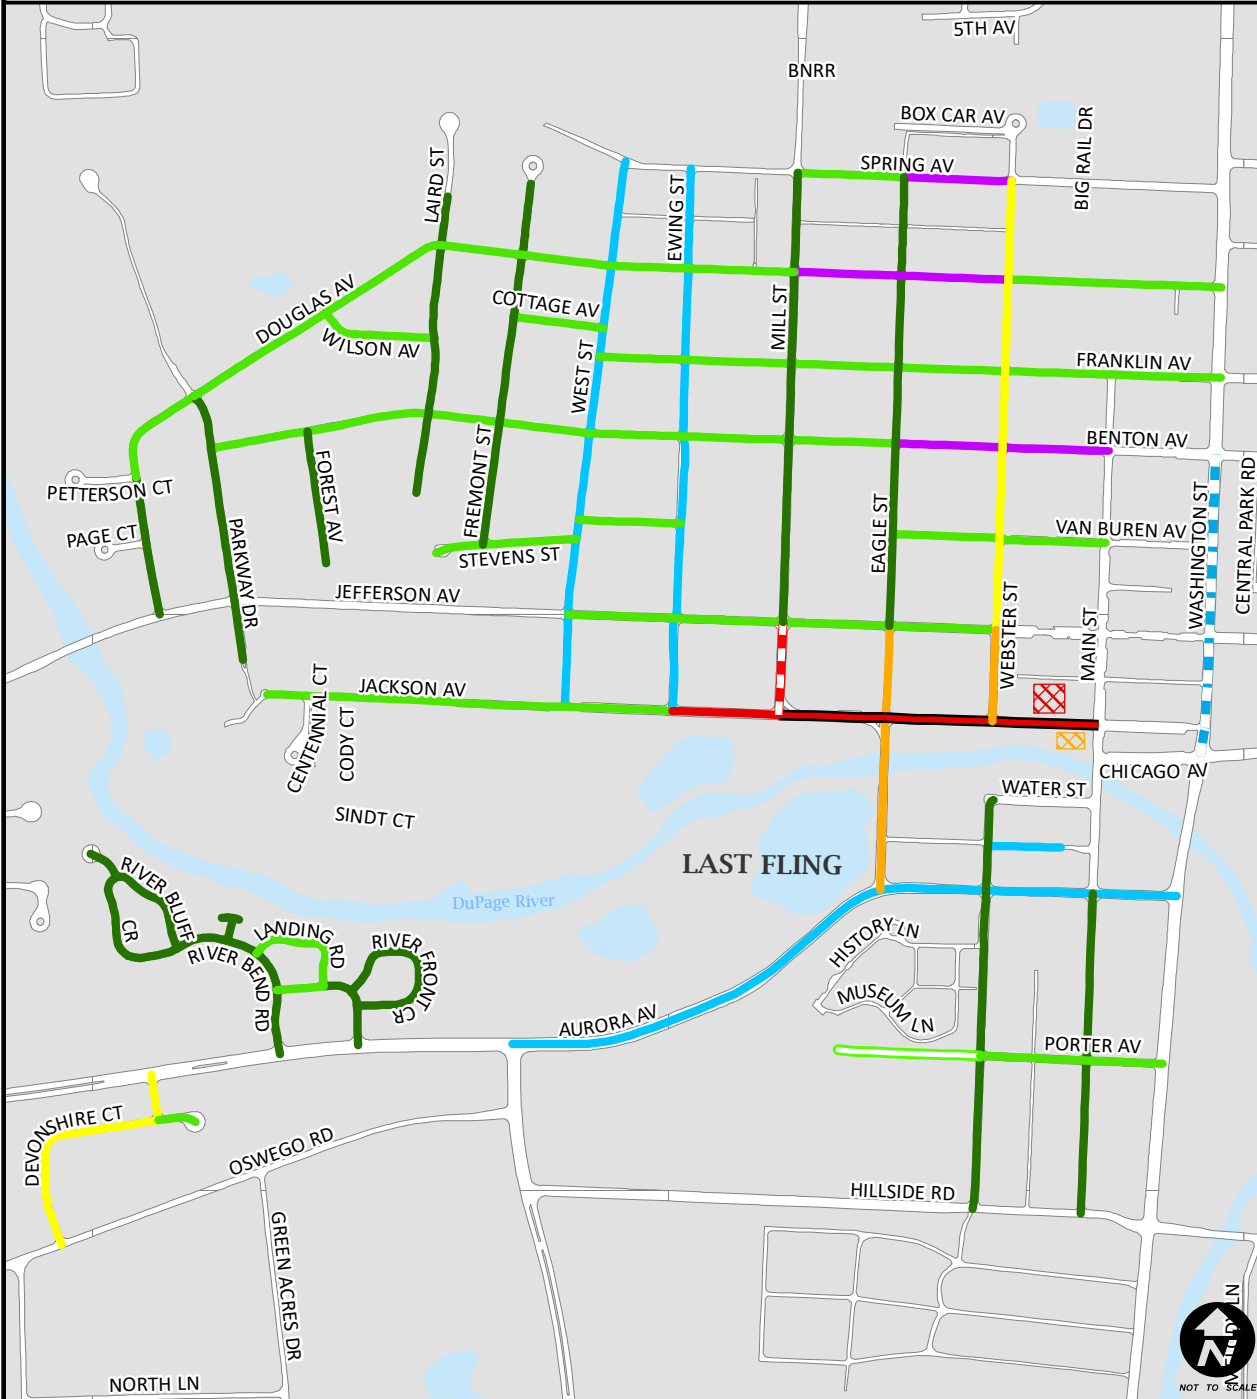 5TH AV
BNRR
BOX CAR AV
BIG RAIL DR
SPRING AV
LAIRD ST
EWING ST
DOUGLAS AV
COTTAGE AV
MILL ST
WILSON AV
WEST ST
FRANKLIN AV
BENTON AV
FREMONT ST
FOREST AV
PETTERSON CT
PAGE CT
PARKWAY DR
STEVENS ST
EAGLE ST
VAN BUREN AV
WASHINGTON ST
CENTRAL PARK RD
JEFFERSON AV
WEBSTER ST
MAIN ST
JACKSON AV
CENTENNIAL CT
CODY CT
SINDT CT
CHICAGO AV
WATER ST
LAST FLING
DuPage River
RIVER BLUFF
CR
LANDING RD
RIVER BEND RD
RIVER FRONT
CR
HISTORY LN
MUSEUM LN
AURORA AV
PORTER AV
DEVONSHIRE CT
OSWEGO RD
HILLSIDE RD
GREEN ACRES DR
NORTH LN
LN
N
NOT TO SCALE